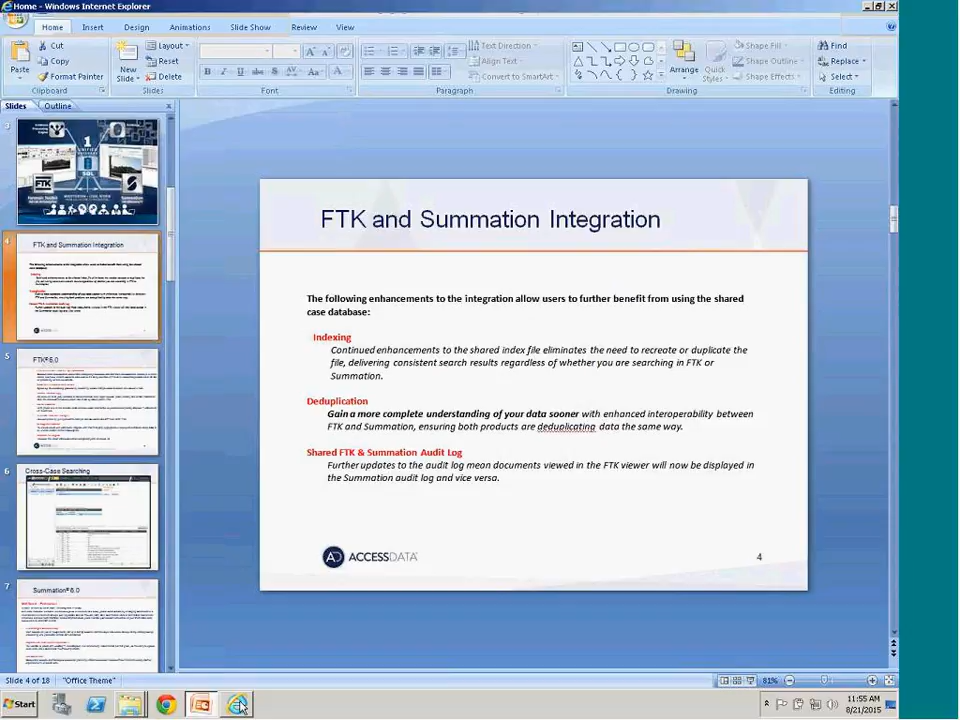 Home - Windows Internet Explorer
Home Insert Design Animations Slide Show Review View
Cut
Copy
Format Painter
Paste
Clipboard
Layout
Reset
Delete
New
Slide
Slides
Font
Text Direction
Align Text
Convert to SmartArt
Paragraph
Arrange
Quick
Styles
Shape Fill
Shape Outline
Shape Effects
Drawing
Find
Replace
Select
Editing
Slides Outline
3
FTK
4
FTK and Summation Integration
5
FTK® 6.0
6
Cross-Case Searching
7
Summation® 6.0
FTK and Summation Integration
The following enhancements to the integration allow users to further benefit from using the shared
case database:
Indexing
Continued enhancements to the shared index file eliminates the need to recreate or duplicate the
file, delivering consistent search results regardless of whether you are searching in FTK or
Summation.
Deduplication
Gain a more complete understanding of your data sooner with enhanced interoperability between
FTK and Summation, ensuring both products are deduplicating data the same way.
Shared FTK & Summation Audit Log
Further updates to the audit log mean documents viewed in the FTK viewer will now be displayed in
the Summation audit log and vice versa.
AD ACCESSDATA
4
Slide 4 of 18 "Office Theme" 81%
Start
11:55 AM
8/21/2015